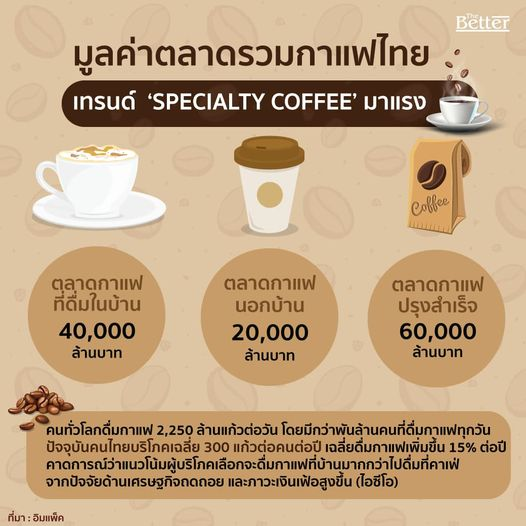 The Better
มูลค่าตลาดรวมกาแฟไทย
เทรนด์ ‘SPECIALTY COFFEE’ มาแรง
Coffee
ตลาดกาแฟ
ที่ดื่มในบ้าน
40,000
ล้านบาท
ตลาดกาแฟ
นอกบ้าน
20,000
ล้านบาท
ตลาดกาแฟ
ปรุงสำเร็จ
60,000
ล้านบาท
คนทั่วโลกดื่มกาแฟ 2,250 ล้านแก้วต่อวัน โดยมีกว่าพันล้านคนที่ดื่มกาแฟทุกวัน
ปัจจุบันคนไทยบริโภคเฉลี่ย 300 แก้วต่อคนต่อปี เฉลี่ยดื่มกาแฟเพิ่มขึ้น 15% ต่อปี
คาดการณ์ว่าแนวโน้มผู้บริโภคเลือกจะดื่มกาแฟที่บ้านมากกว่าไปดื่มที่คาเฟ่
จากปัจจัยด้านเศรษฐกิจถดถอย และภาวะเงินเฟ้อสูงขึ้น (ไอซีโอ)
ที่มา : อิมแพ็ค